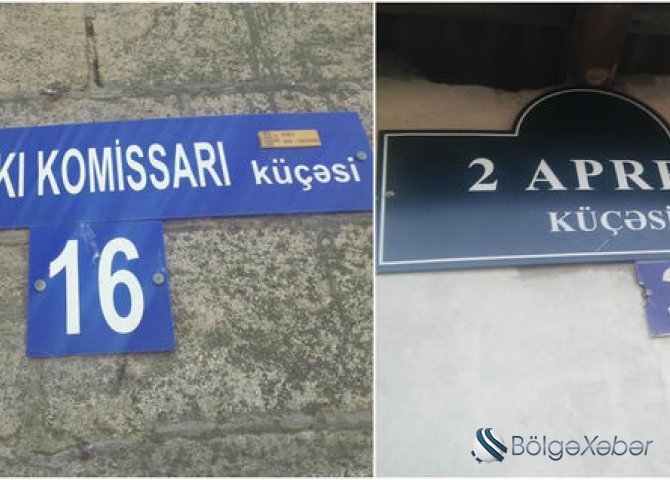 KI KOMİSSARI küçəsi
16
2 APRE
KÜÇƏSİ
BölgəXəbər